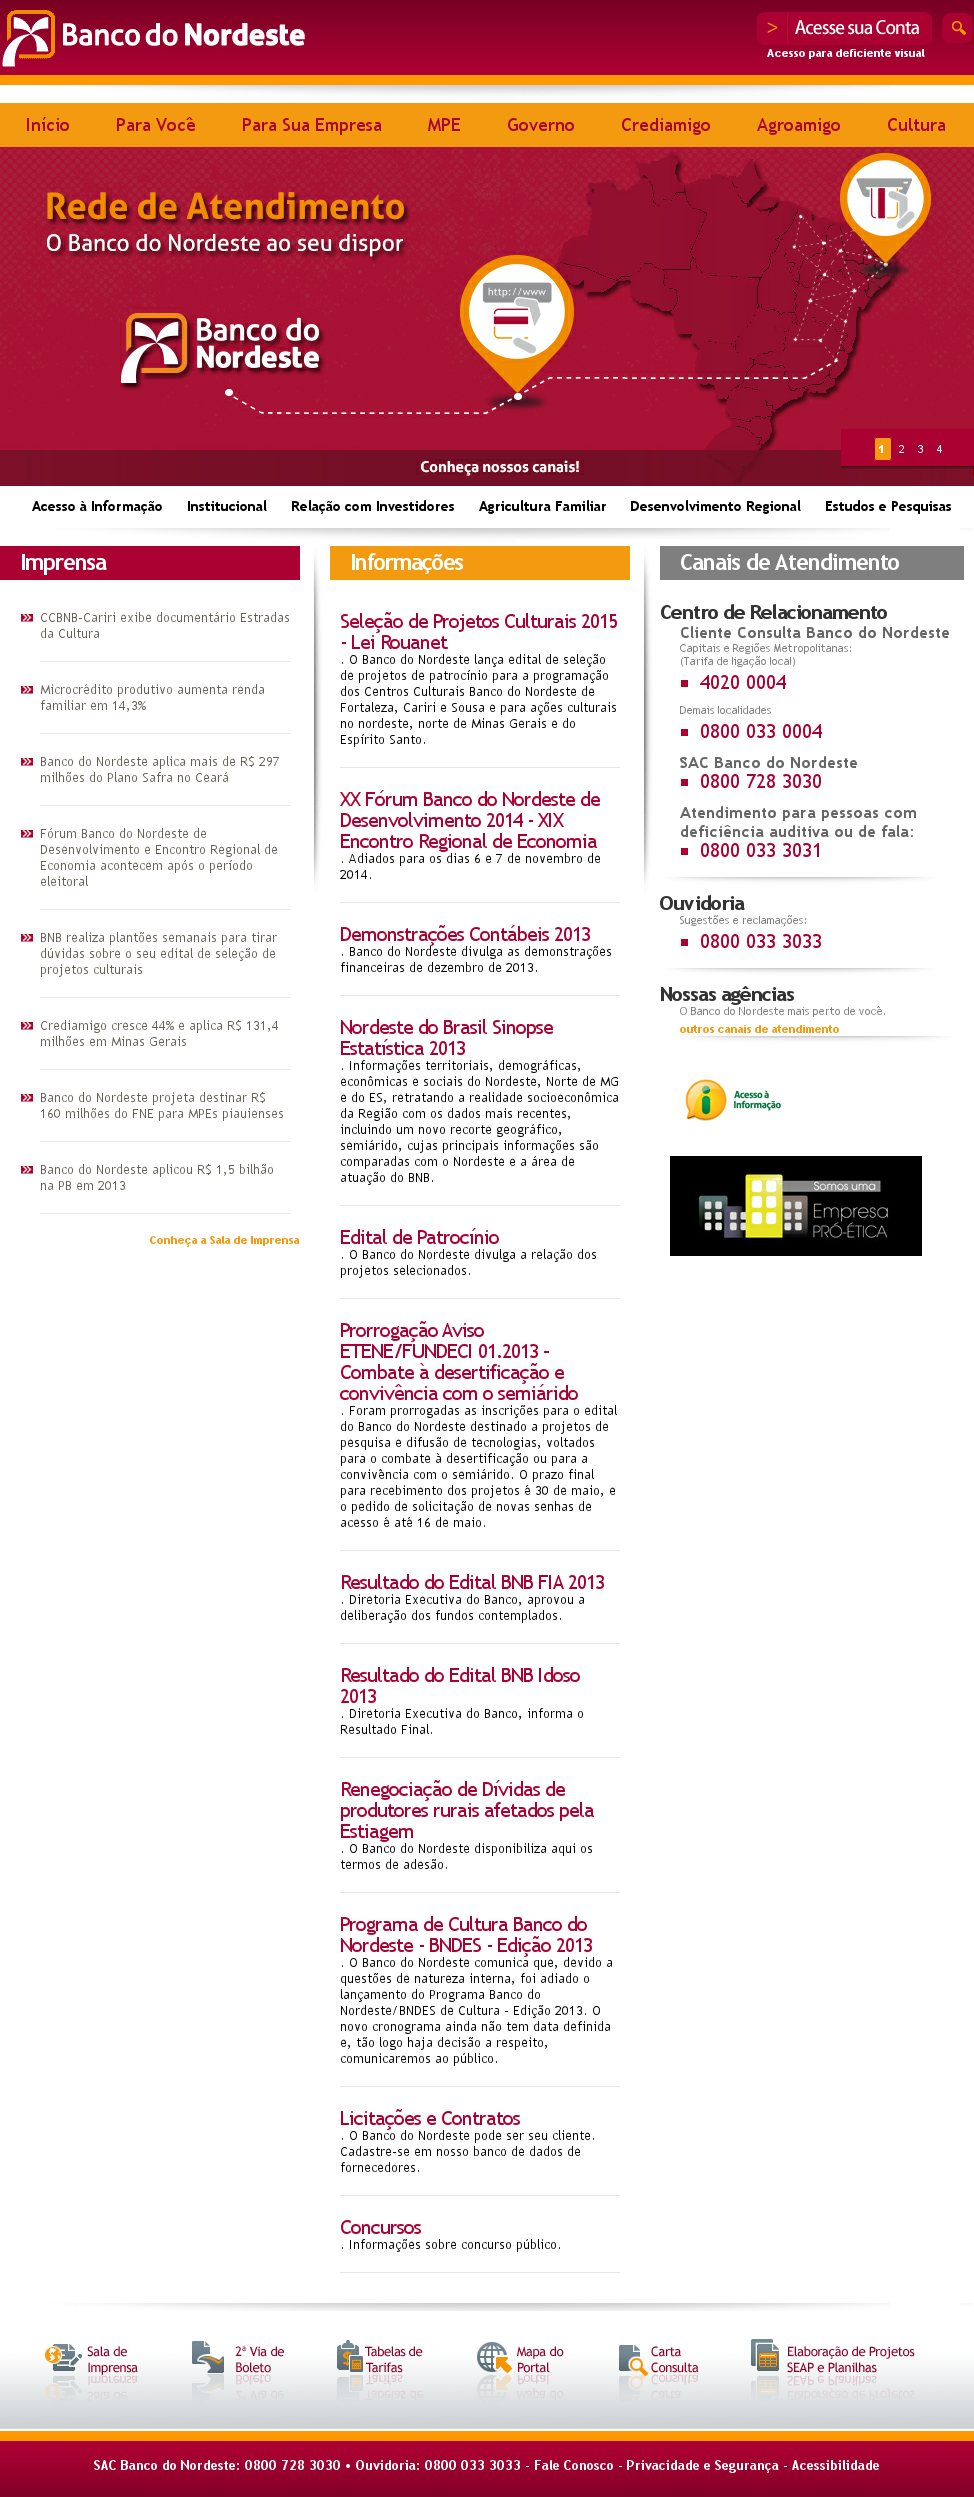 Banco do Nordeste
> Acesse sua Conta
Acesso para deficiente visual
Início Para Você Para Sua Empresa MPE Governo Crediamigo Agroamigo Cultura
Rede de Atendimento
O Banco do Nordeste ao seu dispor
http://www
Banco do
Nordeste
1 2 3 4
Conheça nossos canais!
Acesso à Informação Institucional Relação com Investidores Agricultura Familiar Desenvolvimento Regional Estudos e Pesquisas
Imprensa
CCBNB-Cariri exibe documentário Estradas
da Cultura
Microcrédito produtivo aumenta renda
familiar em 14,3%
Banco do Nordeste aplica mais de R$ 297
milhões do Plano Safra no Ceará
Fórum Banco do Nordeste de
Desenvolvimento e Encontro Regional de
Economia acontecem após o período
eleitoral
BNB realiza plantões semanais para tirar
dúvidas sobre o seu edital de seleção de
projetos culturais
Crediamigo cresce 44% e aplica R$ 131,4
milhões em Minas Gerais
Banco do Nordeste projeta destinar R$
160 milhões do FNE para MPEs piauienses
Banco do Nordeste aplicou R$ 1,5 bilhão
na PB em 2013
Conheça a Sala de Imprensa
Informações
Seleção de Projetos Culturais 2015
- Lei Rouanet
. O Banco do Nordeste lança edital de seleção
de projetos de patrocínio para a programação
dos Centros Culturais Banco do Nordeste de
Fortaleza, Cariri e Sousa e para ações culturais
no nordeste, norte de Minas Gerais e do
Espírito Santo.
XX Fórum Banco do Nordeste de
Desenvolvimento 2014 - XIX
Encontro Regional de Economia
. Adiados para os dias 6 e 7 de novembro de
2014.
Demonstrações Contábeis 2013
. Banco do Nordeste divulga as demonstrações
financeiras de dezembro de 2013.
Nordeste do Brasil Sinopse
Estatística 2013
. Informações territoriais, demográficas,
econômicas e sociais do Nordeste, Norte de MG
e do ES, retratando a realidade socioeconômica
da Região com os dados mais recentes,
incluindo um novo recorte geográfico,
semiárido, cujas principais informações são
comparadas com o Nordeste e a área de
atuação do BNB.
Edital de Patrocínio
. O Banco do Nordeste divulga a relação dos
projetos selecionados.
Prorrogação Aviso
ETENE/FUNDECI 01.2013 -
Combate à desertificação e
convivência com o semiárido
. Foram prorrogadas as inscrições para o edital
do Banco do Nordeste destinado a projetos de
pesquisa e difusão de tecnologias, voltados
para o combate à desertificação ou para a
convivência com o semiárido. O prazo final
para recebimento dos projetos é 30 de maio, e
o pedido de solicitação de novas senhas de
acesso é até 16 de maio.
Resultado do Edital BNB FIA 2013
. Diretoria Executiva do Banco, aprovou a
deliberação dos fundos contemplados.
Resultado do Edital BNB Idoso
2013
. Diretoria Executiva do Banco, informa o
Resultado Final.
Renegociação de Dívidas de
produtores rurais afetados pela
Estiagem
. O Banco do Nordeste disponibiliza aqui os
termos de adesão.
Programa de Cultura Banco do
Nordeste - BNDES - Edição 2013
. O Banco do Nordeste comunica que, devido a
questões de natureza interna, foi adiado o
lançamento do Programa Banco do
Nordeste/BNDES de Cultura - Edição 2013. O
novo cronograma ainda não tem data definida
e, tão logo haja decisão a respeito,
comunicaremos ao público.
Licitações e Contratos
. O Banco do Nordeste pode ser seu cliente.
Cadastre-se em nosso banco de dados de
fornecedores.
Concursos
. Informações sobre concurso público.
Canais de Atendimento
Centro de Relacionamento
Cliente Consulta Banco do Nordeste
Capitais e Regiões Metropolitanas:
(Tarifa de ligação local)
4020 0004
Demais localidades
0800 033 0004
SAC Banco do Nordeste
0800 728 3030
Atendimento para pessoas com
deficiência auditiva ou de fala:
0800 033 3031
Ouvidoria
Sugestões e reclamações:
0800 033 3033
Nossas agências
O Banco do Nordeste mais perto de você.
outros canais de atendimento
Acesso à
Informação
Somos uma
Empresa
PRÓ-ÉTICA
Sala de
Imprensa
2ª Via de
Boleto
Tabelas de
Tarifas
Mapa do
Portal
Carta
Consulta
Elaboração de Projetos
SEAP e Planilhas
SAC Banco do Nordeste: 0800 728 3030 • Ouvidoria: 0800 033 3033 - Fale Conosco - Privacidade e Segurança - Acessibilidade